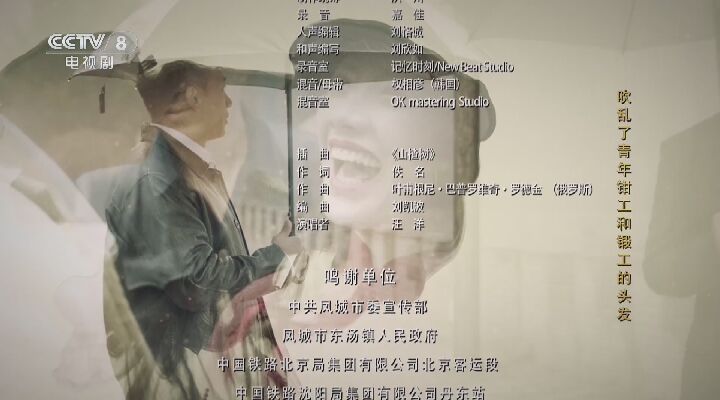 CCTV 8
电视剧
录 音 嘉 佳
人声编辑 刘恪诚
和声编写 刘欣如
录音室 记忆时刻/New Beat Studio
混音/母带 权相彦（韩国）
混音室 OK mastering Studio
插 曲 《山楂树》
作 词 佚 名
作 曲 叶甫根尼·巴普罗维奇·罗德金 （俄罗斯）
编 曲 刘凯波
演唱者 汪 洋
鸣谢单位
中共凤城市委宣传部
凤城市东汤镇人民政府
中国铁路北京局集团有限公司北京客运段
中国铁路沈阳局集团有限公司丹东站
吹乱了青年钳工和锻工的头发